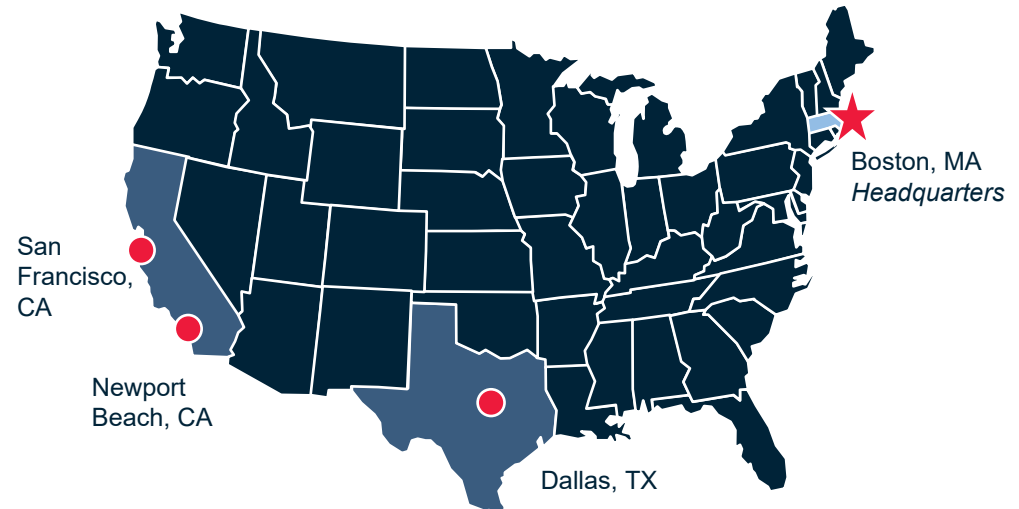 Boston, MA
Headquarters
San
Francisco,
CA
Newport
Beach, CA
Dallas, TX